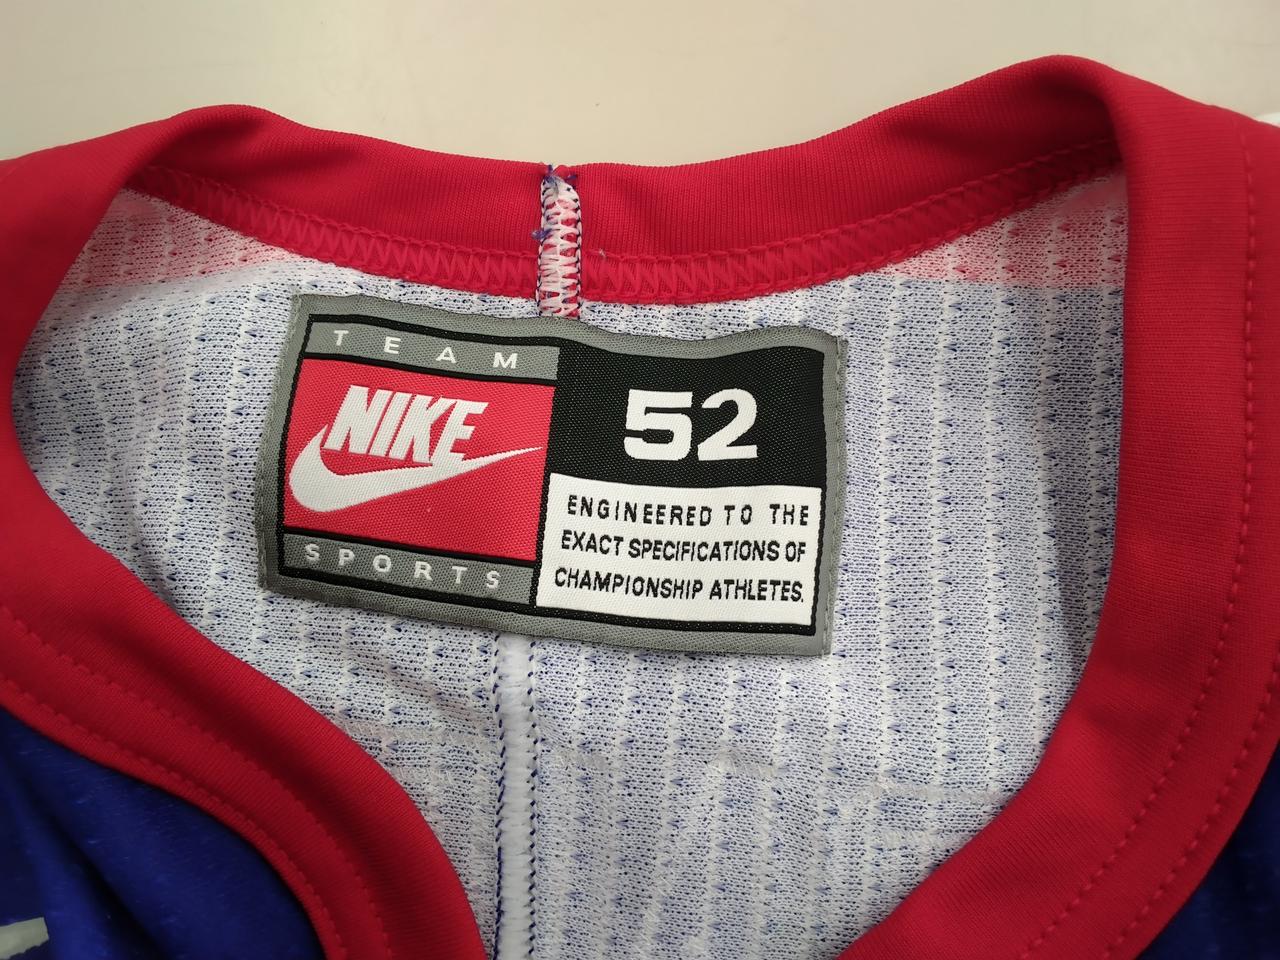 TEAM
NIKE
SPORTS
52
ENGINEERED TO THE
EXACT SPECIFICATIONS OF
CHAMPIONSHIP ATHLETES.